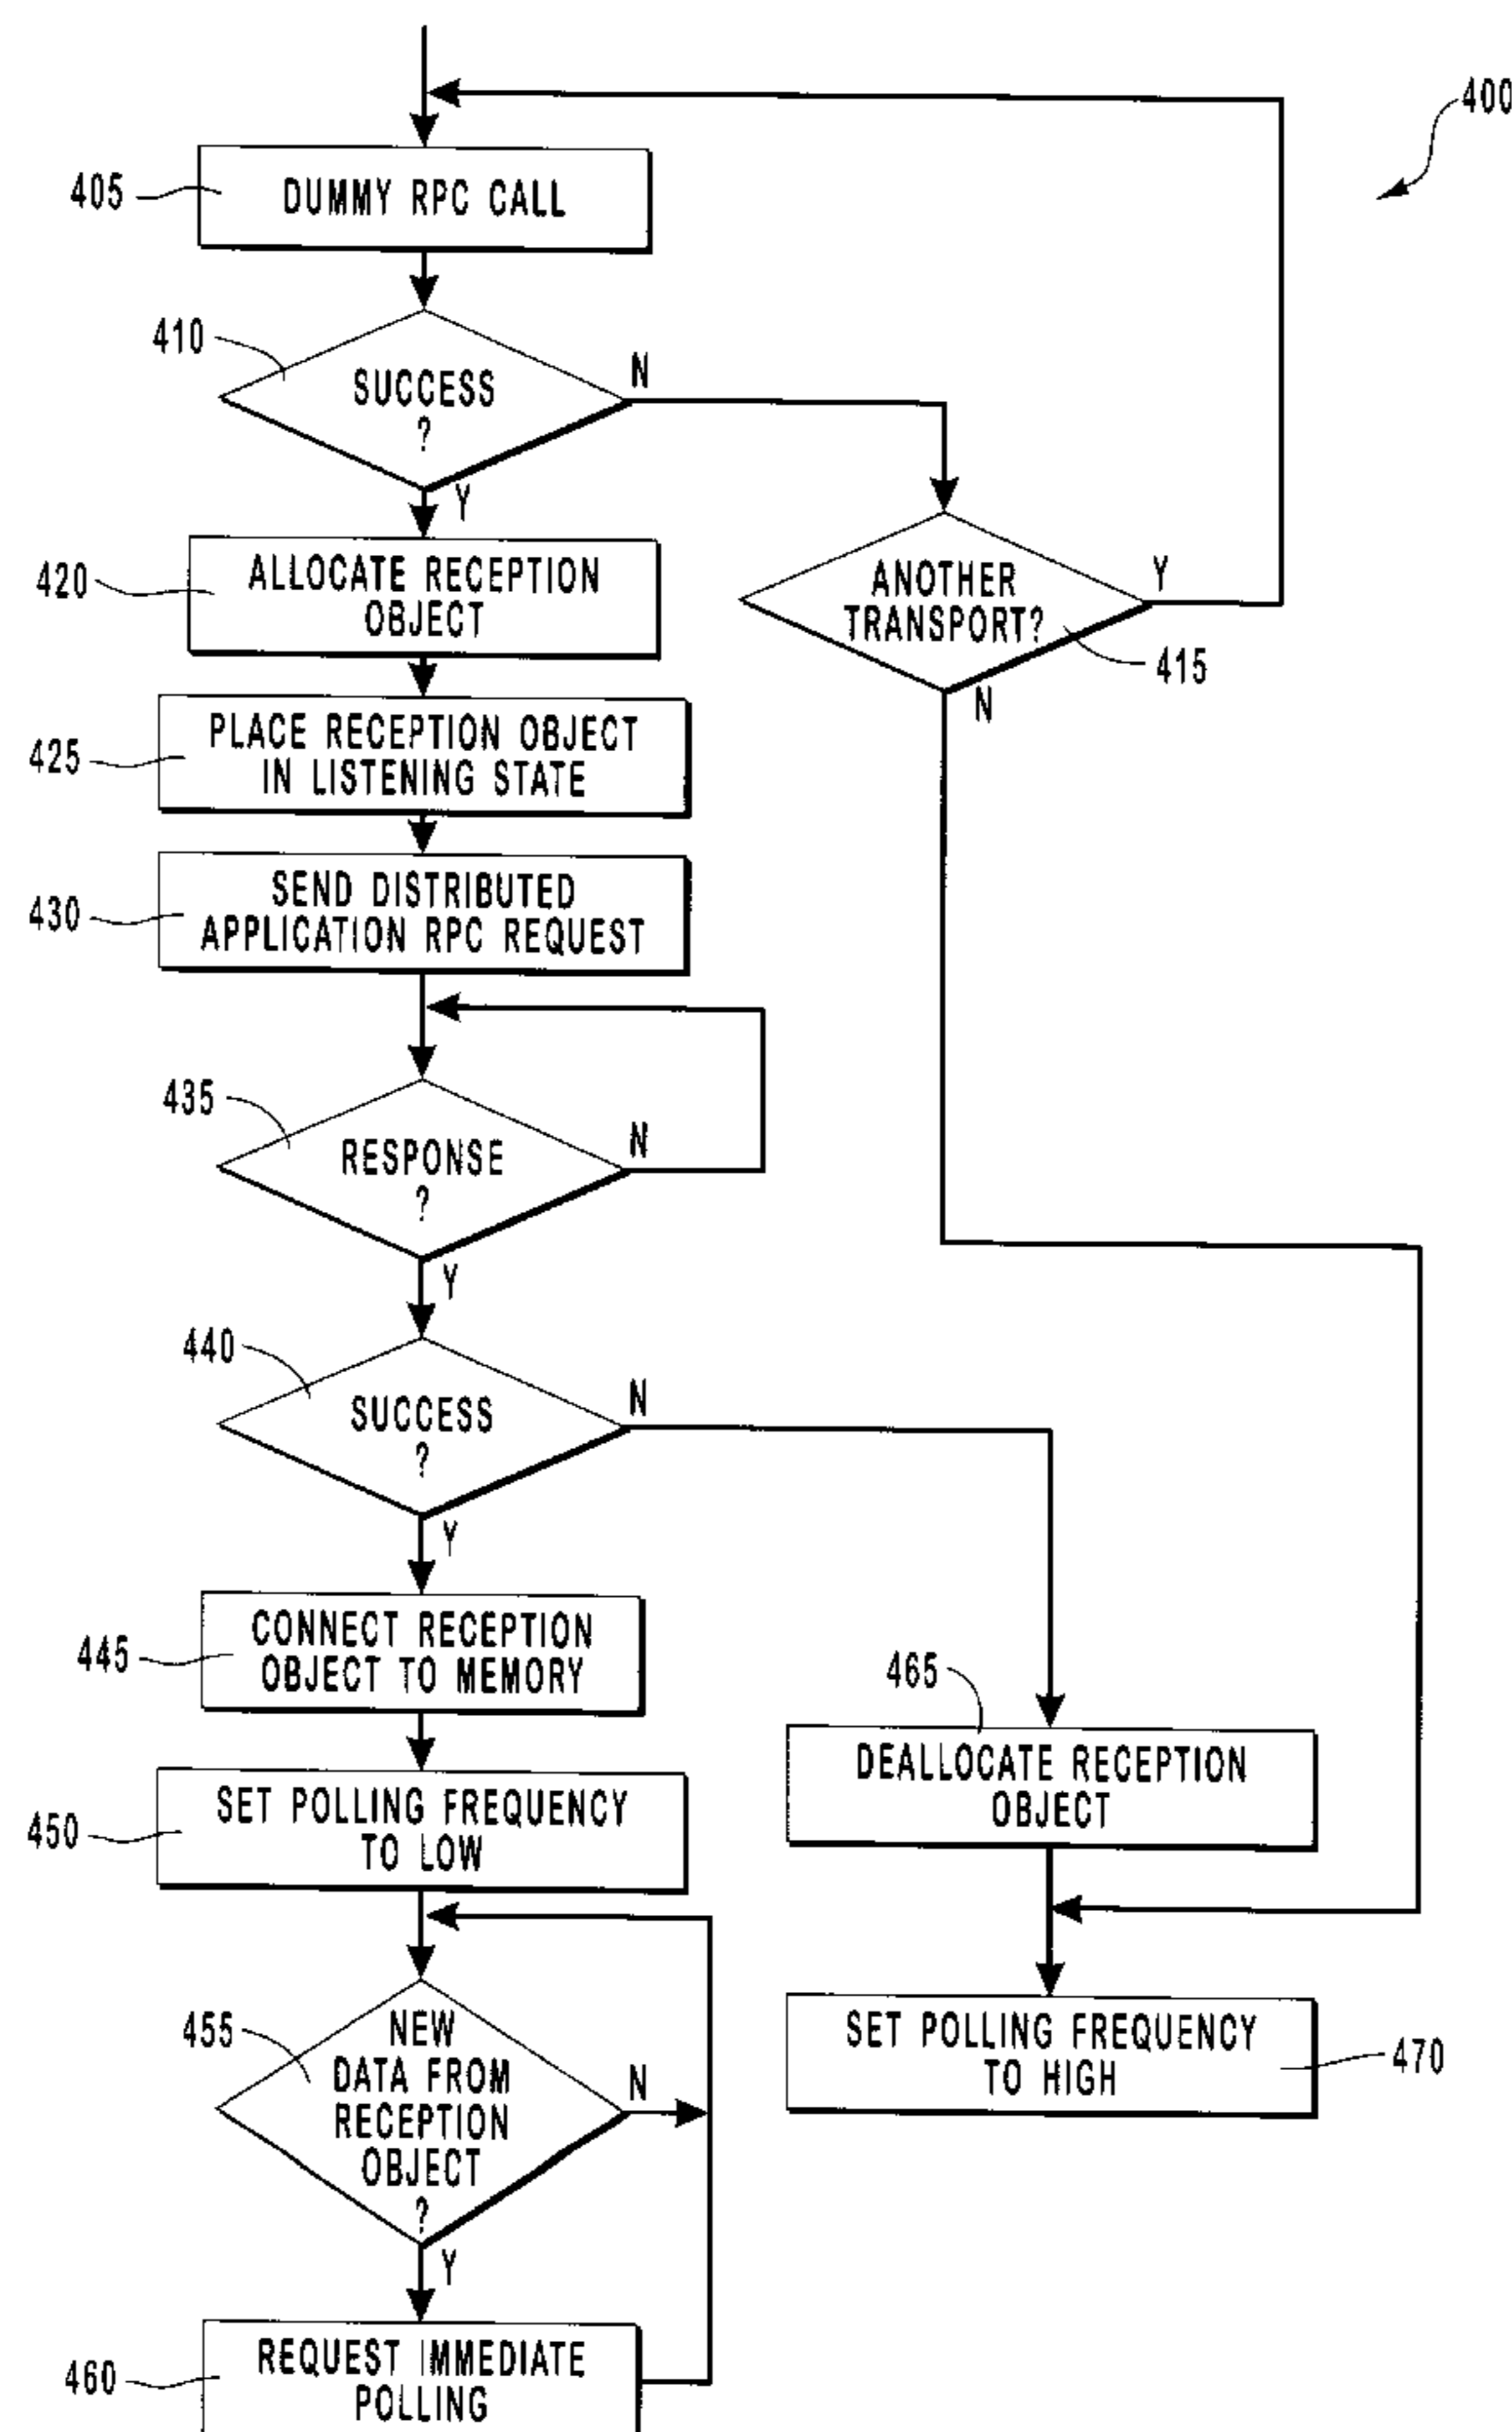 400
405
DUMMY RPC CALL
410
SUCCESS
?
N
Y
420
ALLOCATE RECEPTION
OBJECT
ANOTHER
TRANSPORT?
Y
415
N
425
PLACE RECEPTION OBJECT
IN LISTENING STATE
430
SEND DISTRIBUTED
APPLICATION RPC REQUEST
435
RESPONSE
?
N
Y
440
SUCCESS
?
N
Y
445
CONNECT RECEPTION
OBJECT TO MEMORY
465
DEALLOCATE RECEPTION
OBJECT
450
SET POLLING FREQUENCY
TO LOW
455
NEW
DATA FROM
RECEPTION
OBJECT
?
N
Y
SET POLLING FREQUENCY
TO HIGH
470
460
REQUEST IMMEDIATE
POLLING